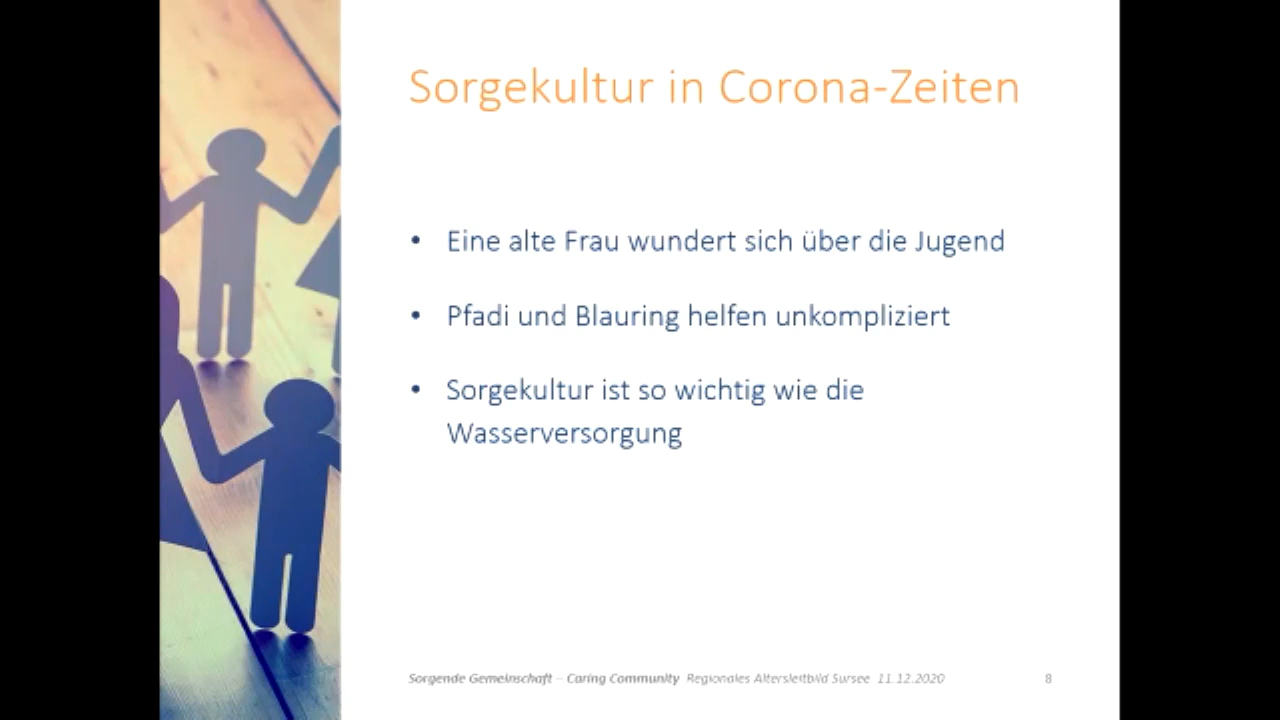 Sorgekultur in Corona-Zeiten
• Eine alte Frau wundert sich über die Jugend
• Pfadi und Blauring helfen unkompliziert
• Sorgekultur ist so wichtig wie die
Wasserversorgung
Sorgende Gemeinschaft – Caring Community Regionales Altersleitbild Sursee 11.12.2020 8